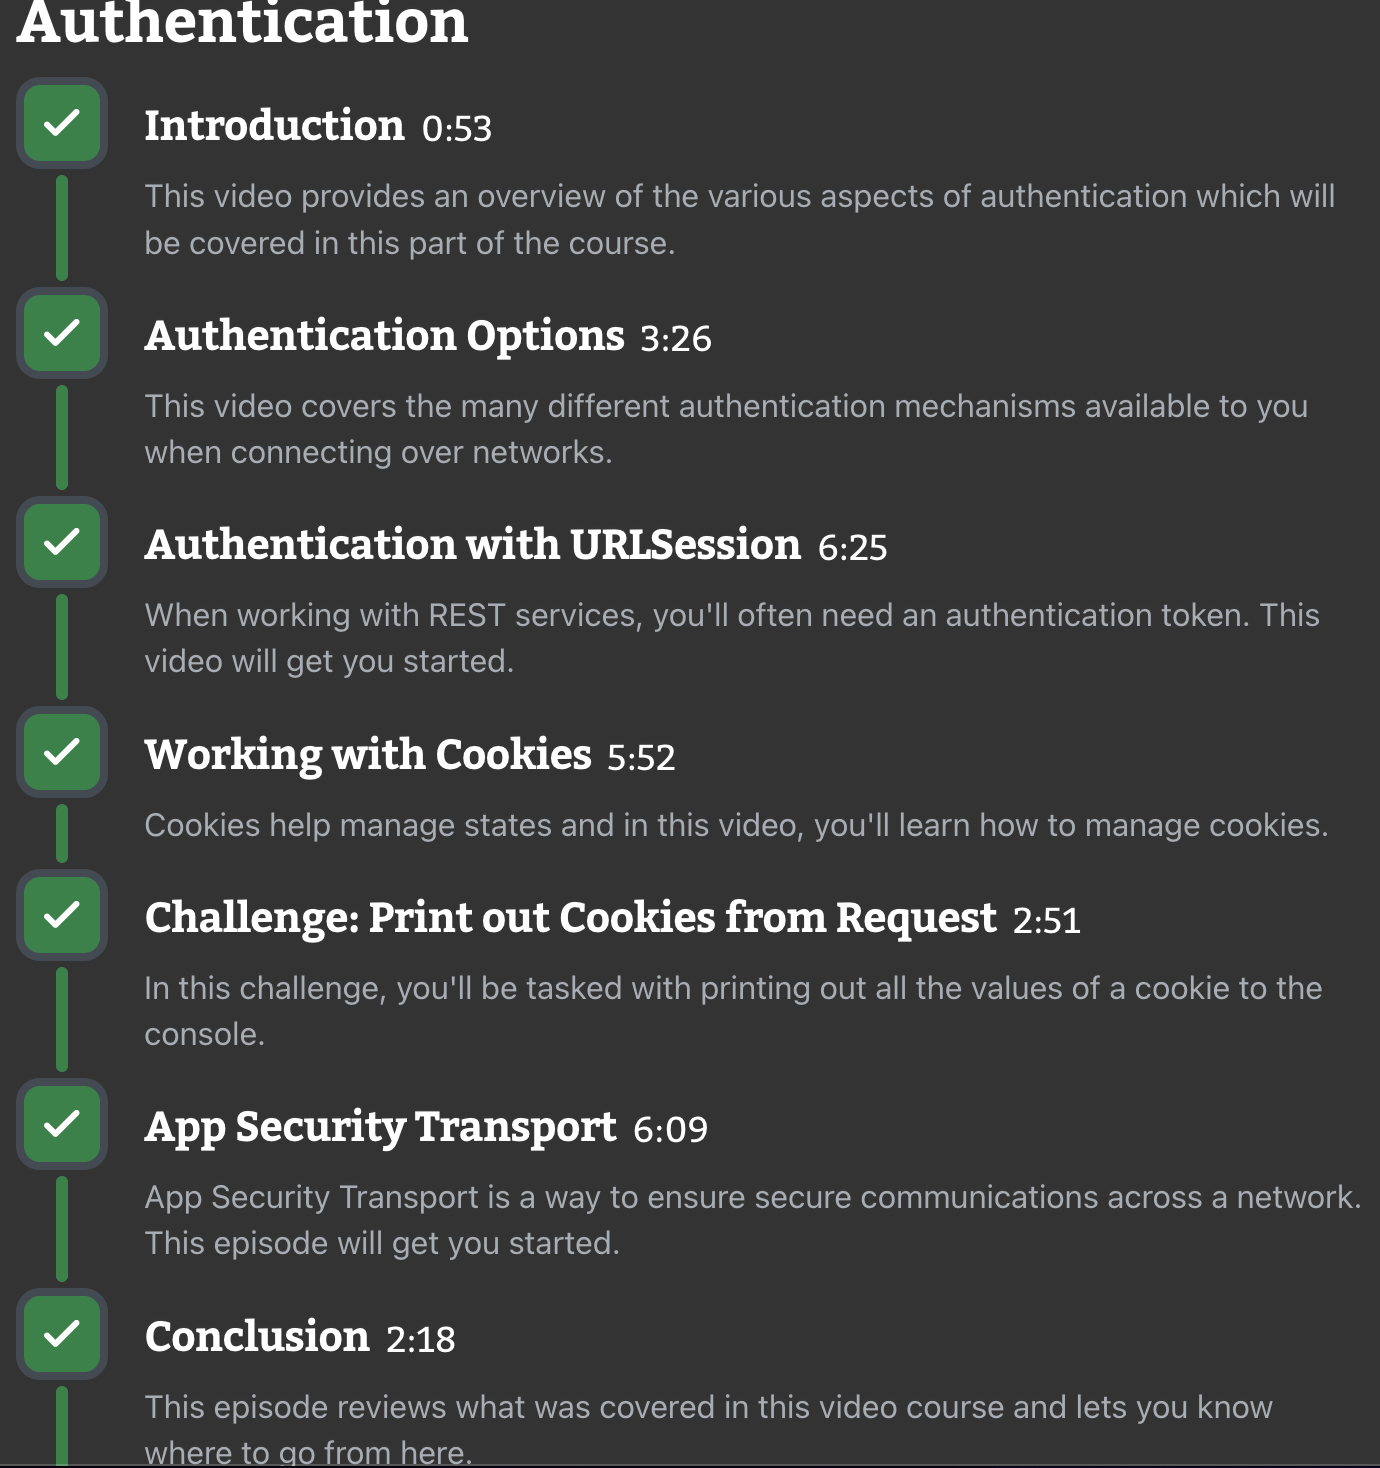 Authentication
Introduction 0:53
This video provides an overview of the various aspects of authentication which will
be covered in this part of the course.
Authentication Options 3:26
This video covers the many different authentication mechanisms available to you
when connecting over networks.
Authentication with URLSession 6:25
When working with REST services, you'll often need an authentication token. This
video will get you started.
Working with Cookies 5:52
Cookies help manage states and in this video, you'll learn how to manage cookies.
Challenge: Print out Cookies from Request 2:51
In this challenge, you'll be tasked with printing out all the values of a cookie to the
console.
App Security Transport 6:09
App Security Transport is a way to ensure secure communications across a network.
This episode will get you started.
Conclusion 2:18
This episode reviews what was covered in this video course and lets you know
where to go from here.